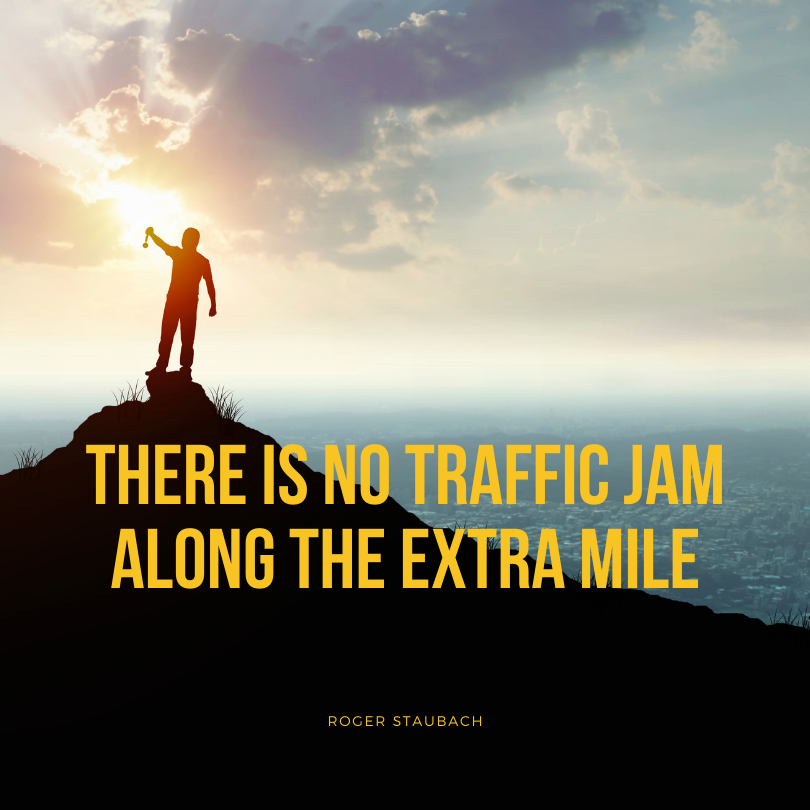 THERE IS NO TRAFFIC JAM
ALONG THE EXTRA MILE
ROGER STAUBACH